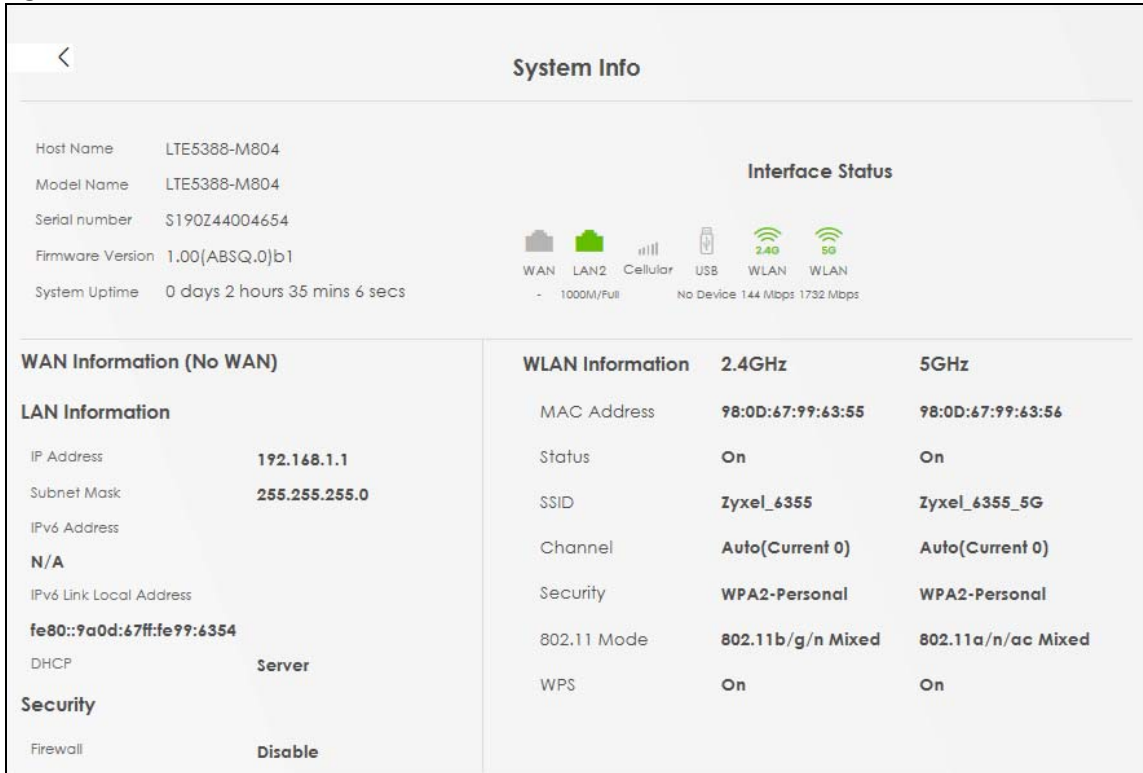 System Info
Host Name LTE5388-M804
Model Name LTE5388-M804
Serial number S190Z44004654
Firmware Version 1.00(ABSQ.0)b1
System Uptime 0 days 2 hours 35 mins 6 secs
Interface Status
2.4G 5G
WAN LAN2 Cellular USB WLAN WLAN
- 1000M/Full No Device 144 Mbps 1732 Mbps
WAN Information (No WAN)
LAN Information
IP Address 192.168.1.1
Subnet Mask 255.255.255.0
IPv6 Address
N/A
IPv6 Link Local Address
fe80::9a0d:67ff:fe99:6354
DHCP Server
Security
Firewall Disable
WLAN Information 2.4GHz 5GHz
MAC Address 98:0D:67:99:63:55 98:0D:67:99:63:56
Status On On
SSID Zyxel_6355 Zyxel_6355_5G
Channel Auto(Current 0) Auto(Current 0)
Security WPA2-Personal WPA2-Personal
802.11 Mode 802.11b/g/n Mixed 802.11a/n/ac Mixed
WPS On On